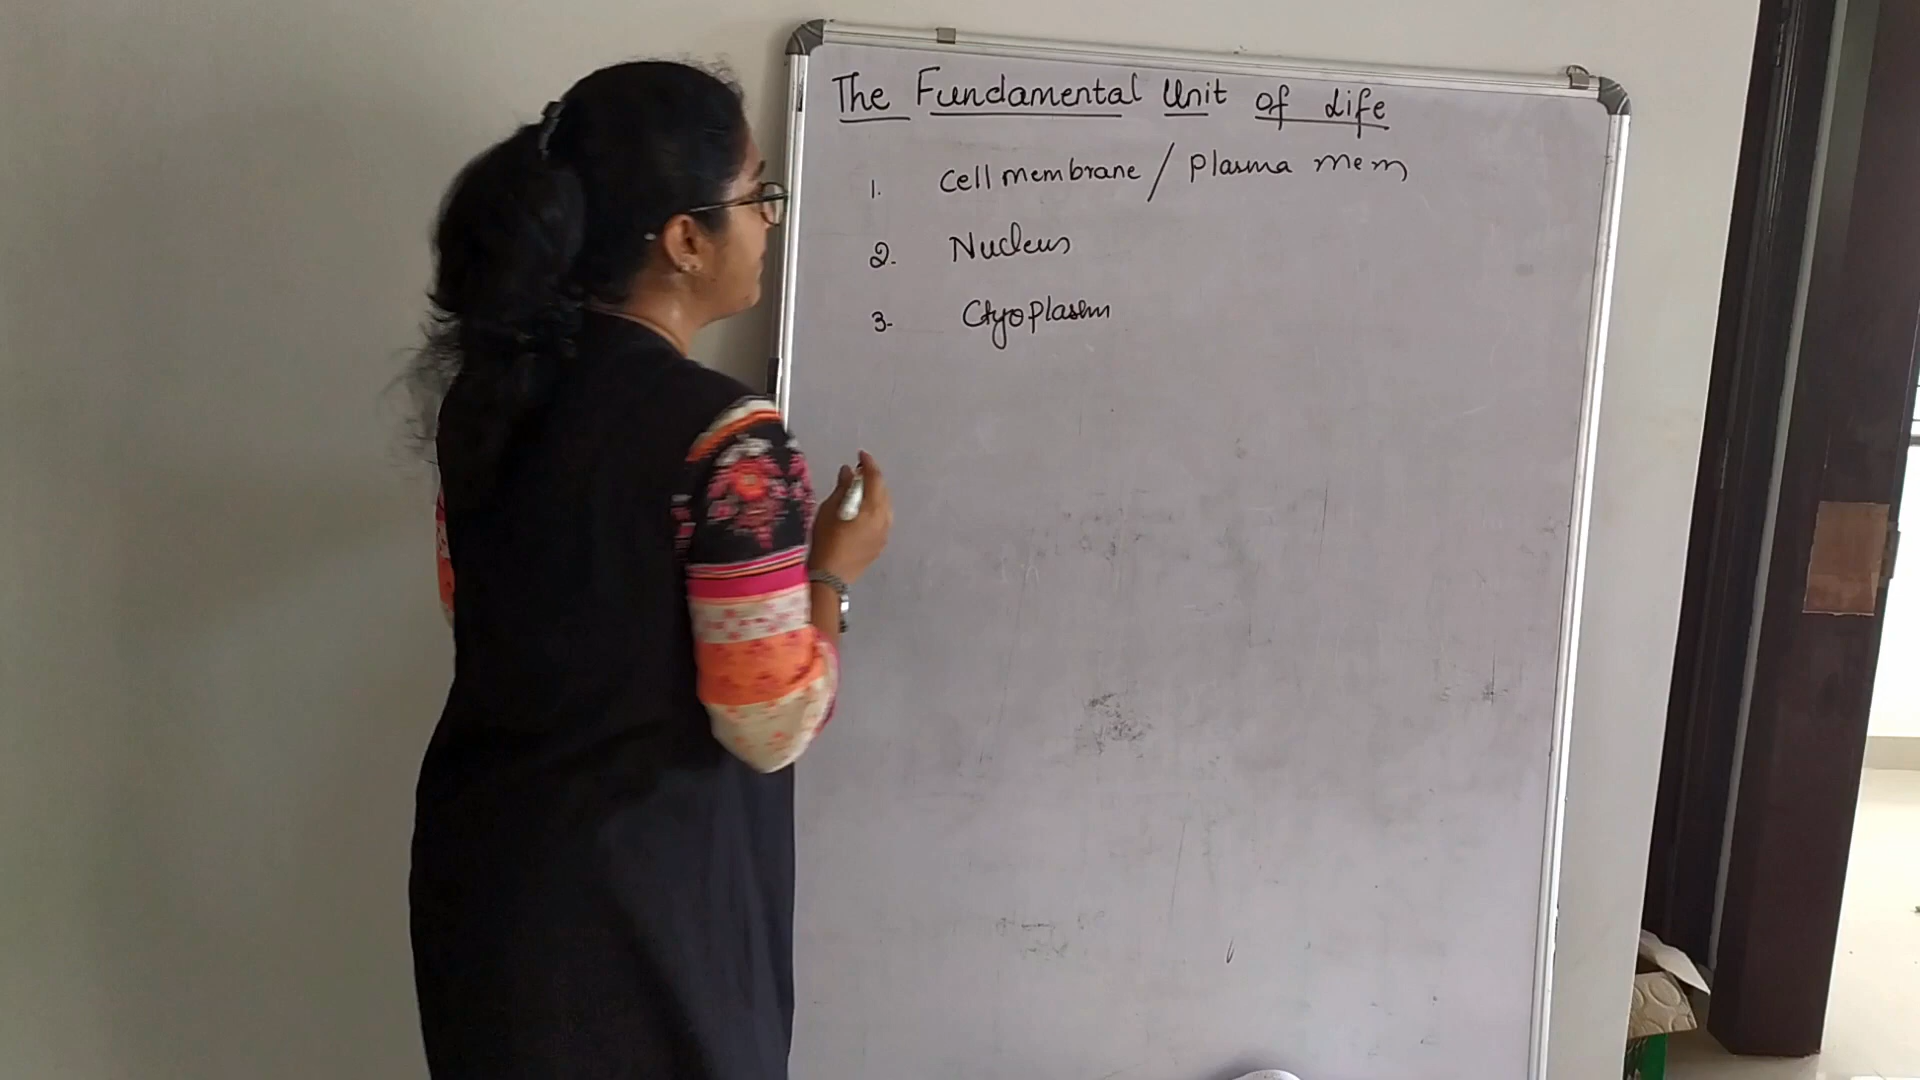 The Fundamental Unit of Life
1. Cell membrane / Plasma mem
2. Nucleus
3- Ctyoplasm